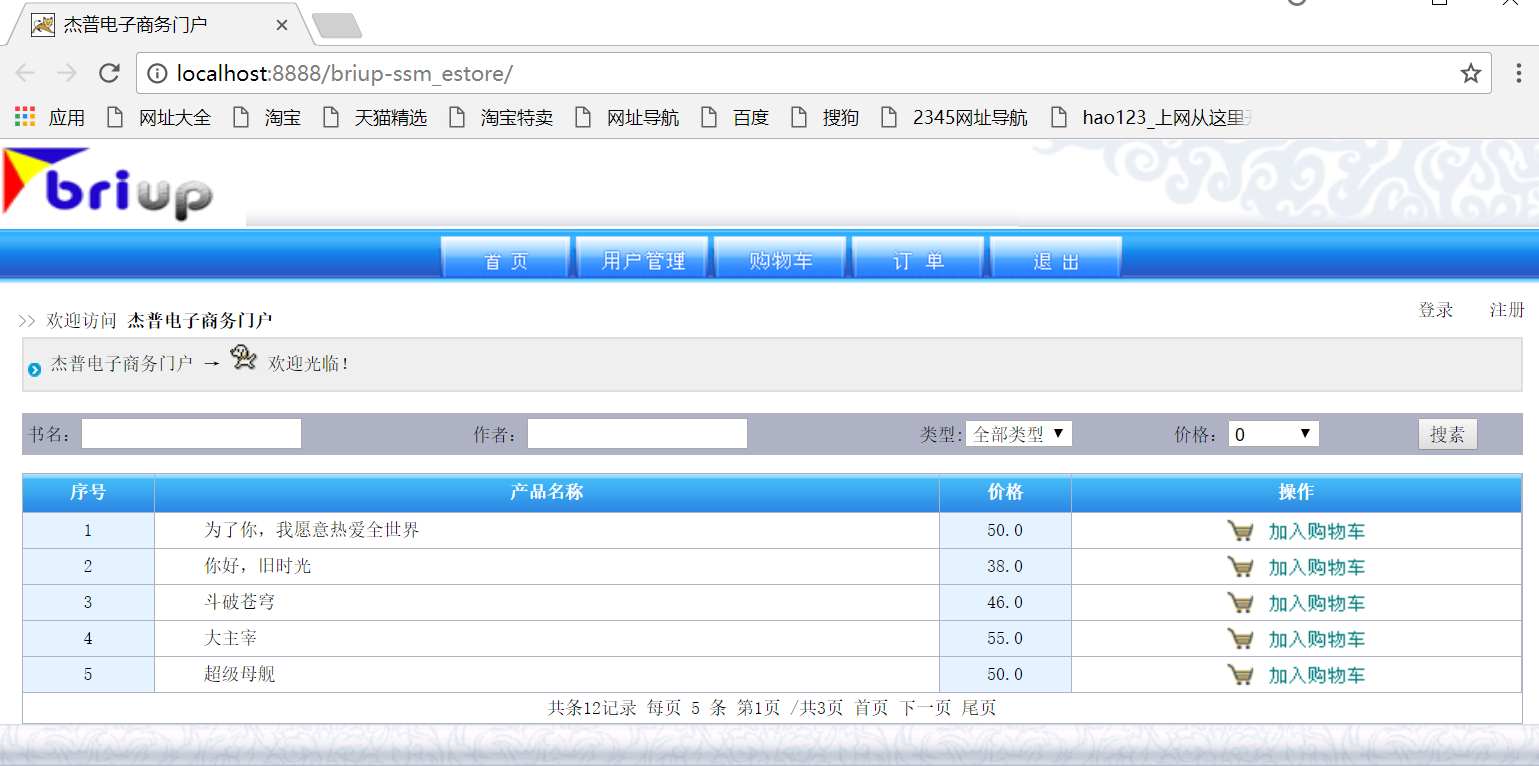 杰普电子商务门户
localhost:8888/briup-ssm_estore/
应用 网址大全 淘宝 天猫精选 淘宝特卖 网址导航 百度 搜狗 2345网址导航 hao123_上网从这里
briup
首 页 用户管理 购物车 订 单 退 出
登录 注册
>> 欢迎访问 杰普电子商务门户
杰普电子商务门户 → 欢迎光临!
书名: 作者: 类型: 全部类型 价格: 0 搜素
序号 产品名称 价格 操作
1 为了你，我愿意热爱全世界 50.0 加入购物车
2 你好，旧时光 38.0 加入购物车
3 斗破苍穹 46.0 加入购物车
4 大主宰 55.0 加入购物车
5 超级母舰 50.0 加入购物车
共条12记录 每页 5 条 第1页 /共3页 首页 下一页 尾页